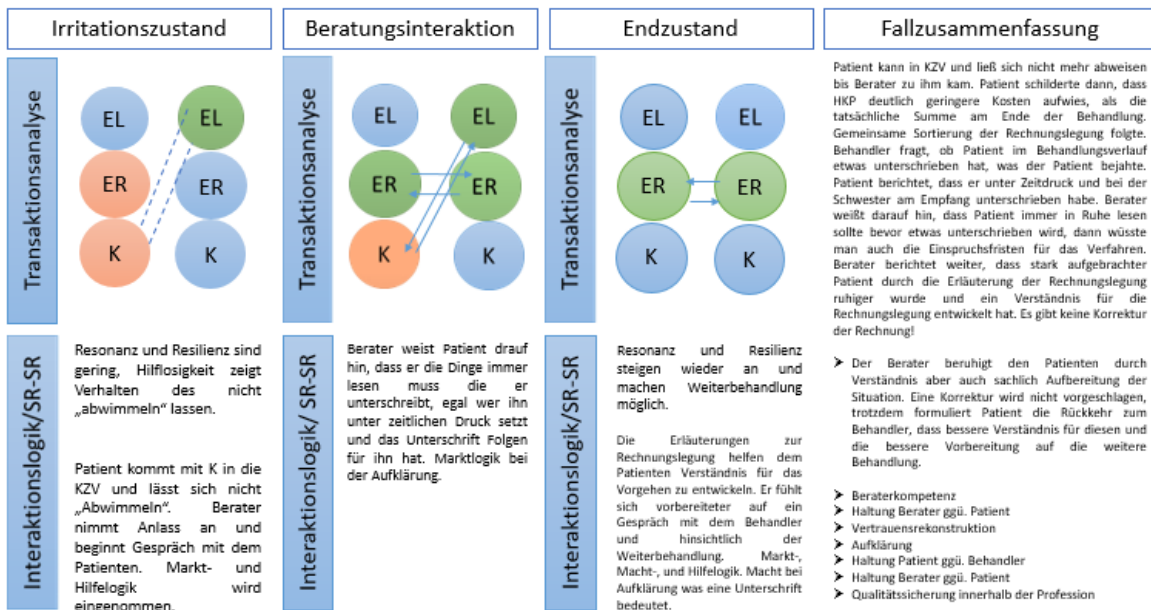 Irritationszustand
Beratungsinteraktion
Endzustand
Fallzusammenfassung
Transaktionsanalyse
EL
EL
ER
ER
K
K
Transaktionsanalyse
EL
EL
ER
ER
K
K
Transaktionsanalyse
EL
EL
ER
ER
K
K
Patient kann in KZV und ließ sich nicht mehr abweisen
bis Berater zu ihm kam. Patient schilderte dann, dass
HKP deutlich geringere Kosten aufwies, als die
tatsächliche Summe am Ende der Behandlung.
Gemeinsame Sortierung der Rechnungslegung folgte.
Behandler fragt, ob Patient im Behandlungsverlauf
etwas unterschrieben hat, was der Patient bejahte.
Patient berichtet, dass er unter Zeitdruck und bei der
Schwester am Empfang unterschrieben habe. Berater
weißt darauf hin, dass Patient immer in Ruhe lesen
sollte bevor etwas unterschrieben wird, dann wüsste
man auch die Einspruchsfristen für das Verfahren.
Berater berichtet weiter, dass stark aufgebrachter
Patient durch die Erläuterung der Rechnungslegung
ruhiger wurde und ein Verständnis für die
Rechnungslegung entwickelt hat. Es gibt keine Korrektur
der Rechnung!
➤ Der Berater beruhigt den Patienten durch
Verständnis aber auch sachlich Aufbereitung der
Situation. Eine Korrektur wird nicht vorgeschlagen,
trotzdem formuliert Patient die Rückkehr zum
Behandler, dass bessere Verständnis für diesen und
die bessere Vorbereitung auf die weitere
Behandlung.
➤ Beraterkompetenz
➤ Haltung Berater ggü. Patient
➤ Vertrauensrekonstruktion
➤ Aufklärung
➤ Haltung Patient ggü. Behandler
➤ Haltung Berater ggü. Patient
➤ Qualitätssicherung innerhalb der Profession
Interaktionslogik/SR-SR
Resonanz und Resilienz sind
gering, Hilflosigkeit zeigt
Verhalten des nicht
„abwimmeln“ lassen.
Patient kommt mit K in die
KZV und lässt sich nicht
„Abwimmeln“. Berater
nimmt Anlass an und
beginnt Gespräch mit dem
Patienten. Markt- und
Hilfelogik wird
eingenommen.
Interaktionslogik/ SR-SR
Berater weist Patient drauf
hin, dass er die Dinge immer
lesen muss die er
unterschreibt, egal wer ihn
unter zeitlichen Druck setzt
und das Unterschrift Folgen
für ihn hat. Marktlogik bei
der Aufklärung.
Interaktionslogik/SR-SR
Resonanz und Resilienz
steigen wieder an und
machen Weiterbehandlung
möglich.
Die Erläuterungen zur
Rechnungslegung helfen dem
Patienten Verständnis für das
Vorgehen zu entwickeln. Er fühlt
sich vorbereiteter auf ein
Gespräch mit dem Behandler
und hinsichtlich der
Weiterbehandlung. Markt-,
Macht-, und Hilfelogik. Macht bei
Aufklärung was eine Unterschrift
bedeutet.